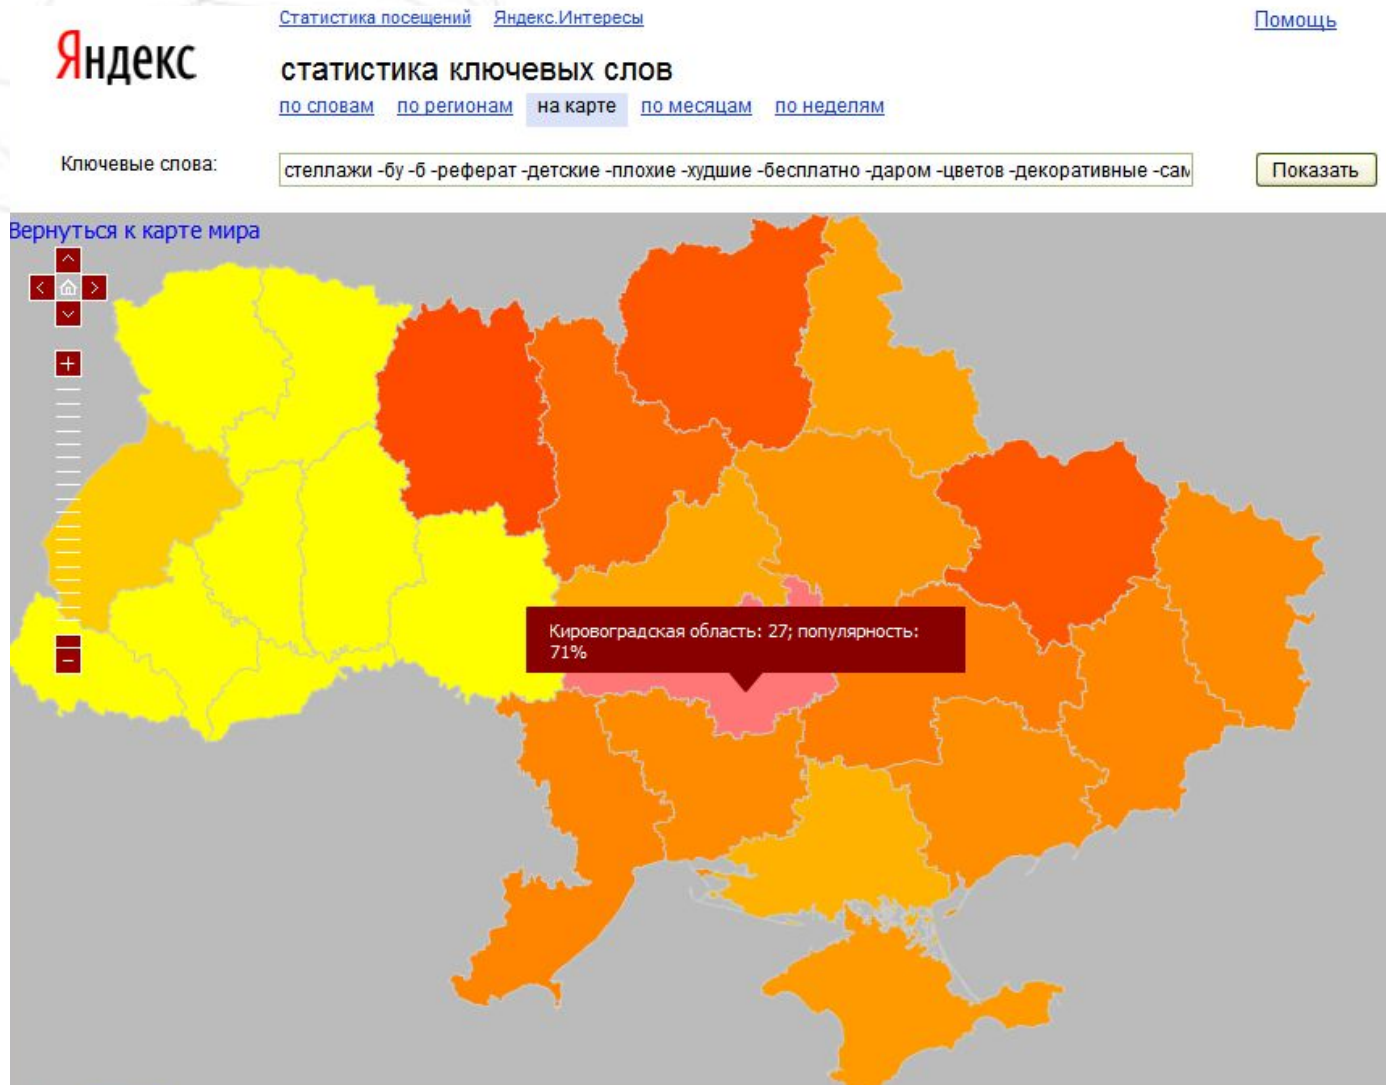 Статистика посещений Яндекс.Интересы Помощь
Яндекс
статистика ключевых слов
по словам по регионам на карте по месяцам по неделям
Ключевые слова: стеллажи -бу -б -реферат -детские -плохие -худшие -бесплатно -даром -цветов -декоративные -сам Показать
Вернуться к карте мира
Кировоградская область: 27; популярность:
71%